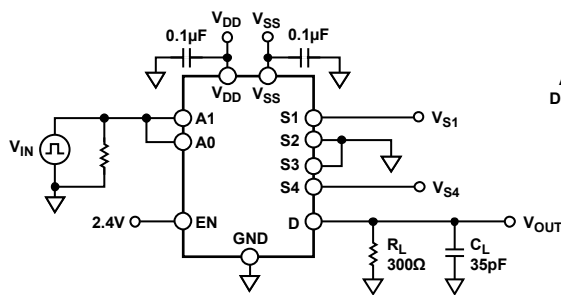 V_DD V_SS
0.1µF 0.1µF
V_DD V_SS
A
D
A1 S1 V_S1
A0 S2
V_IN
S3
S4 V_S4
2.4V EN D V_OUT
GND
R_L C_L
300Ω 35pF